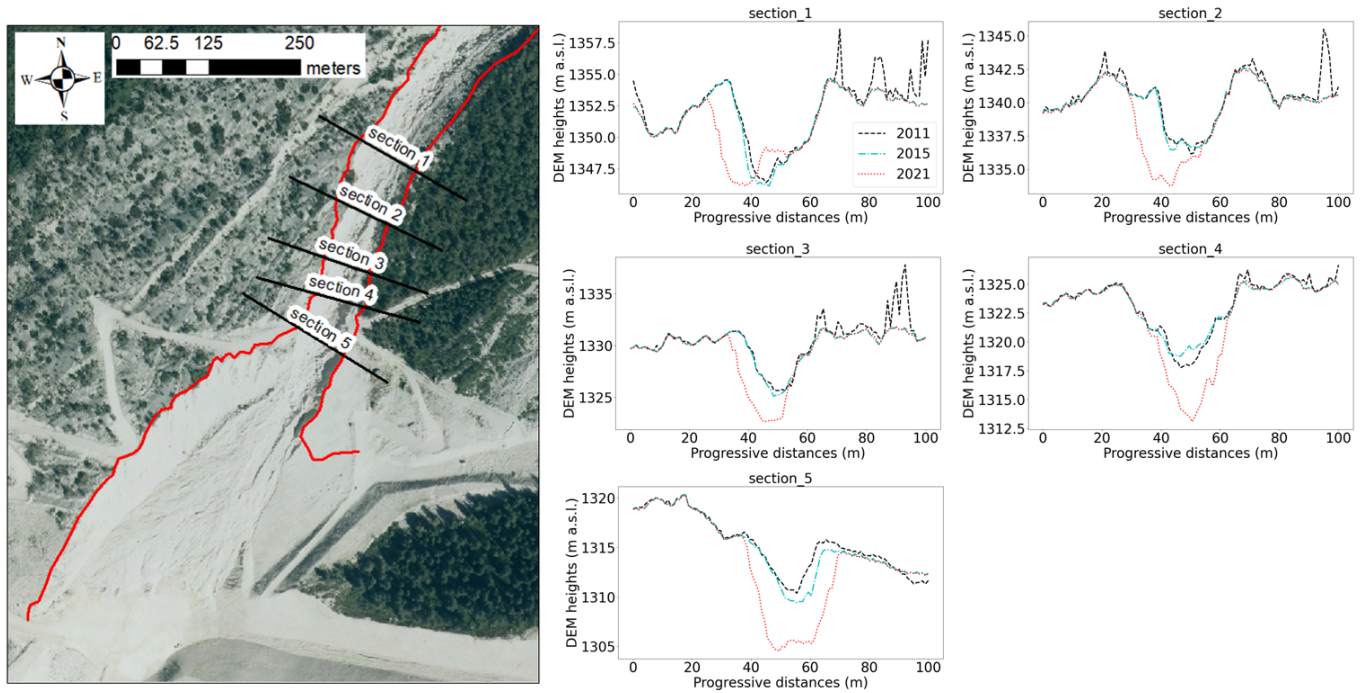 N
W E
S
0 62.5 125 250
meters
section 1
section 2
section 3
section 4
section 5
section_1
DEM heights (m a.s.l.)
1357.5
1355.0
1352.5
1350.0
1347.5
0 20 40 60 80 100
Progressive distances (m)
2011
2015
2021
section_2
DEM heights (m a.s.l.)
1345.0
1342.5
1340.0
1337.5
1335.0
0 20 40 60 80 100
Progressive distances (m)
section_3
DEM heights (m a.s.l.)
1335
1330
1325
0 20 40 60 80 100
Progressive distances (m)
section_4
DEM heights (m a.s.l.)
1325.0
1322.5
1320.0
1317.5
1315.0
1312.5
0 20 40 60 80 100
Progressive distances (m)
section_5
DEM heights (m a.s.l.)
1320
1315
1310
1305
0 20 40 60 80 100
Progressive distances (m)